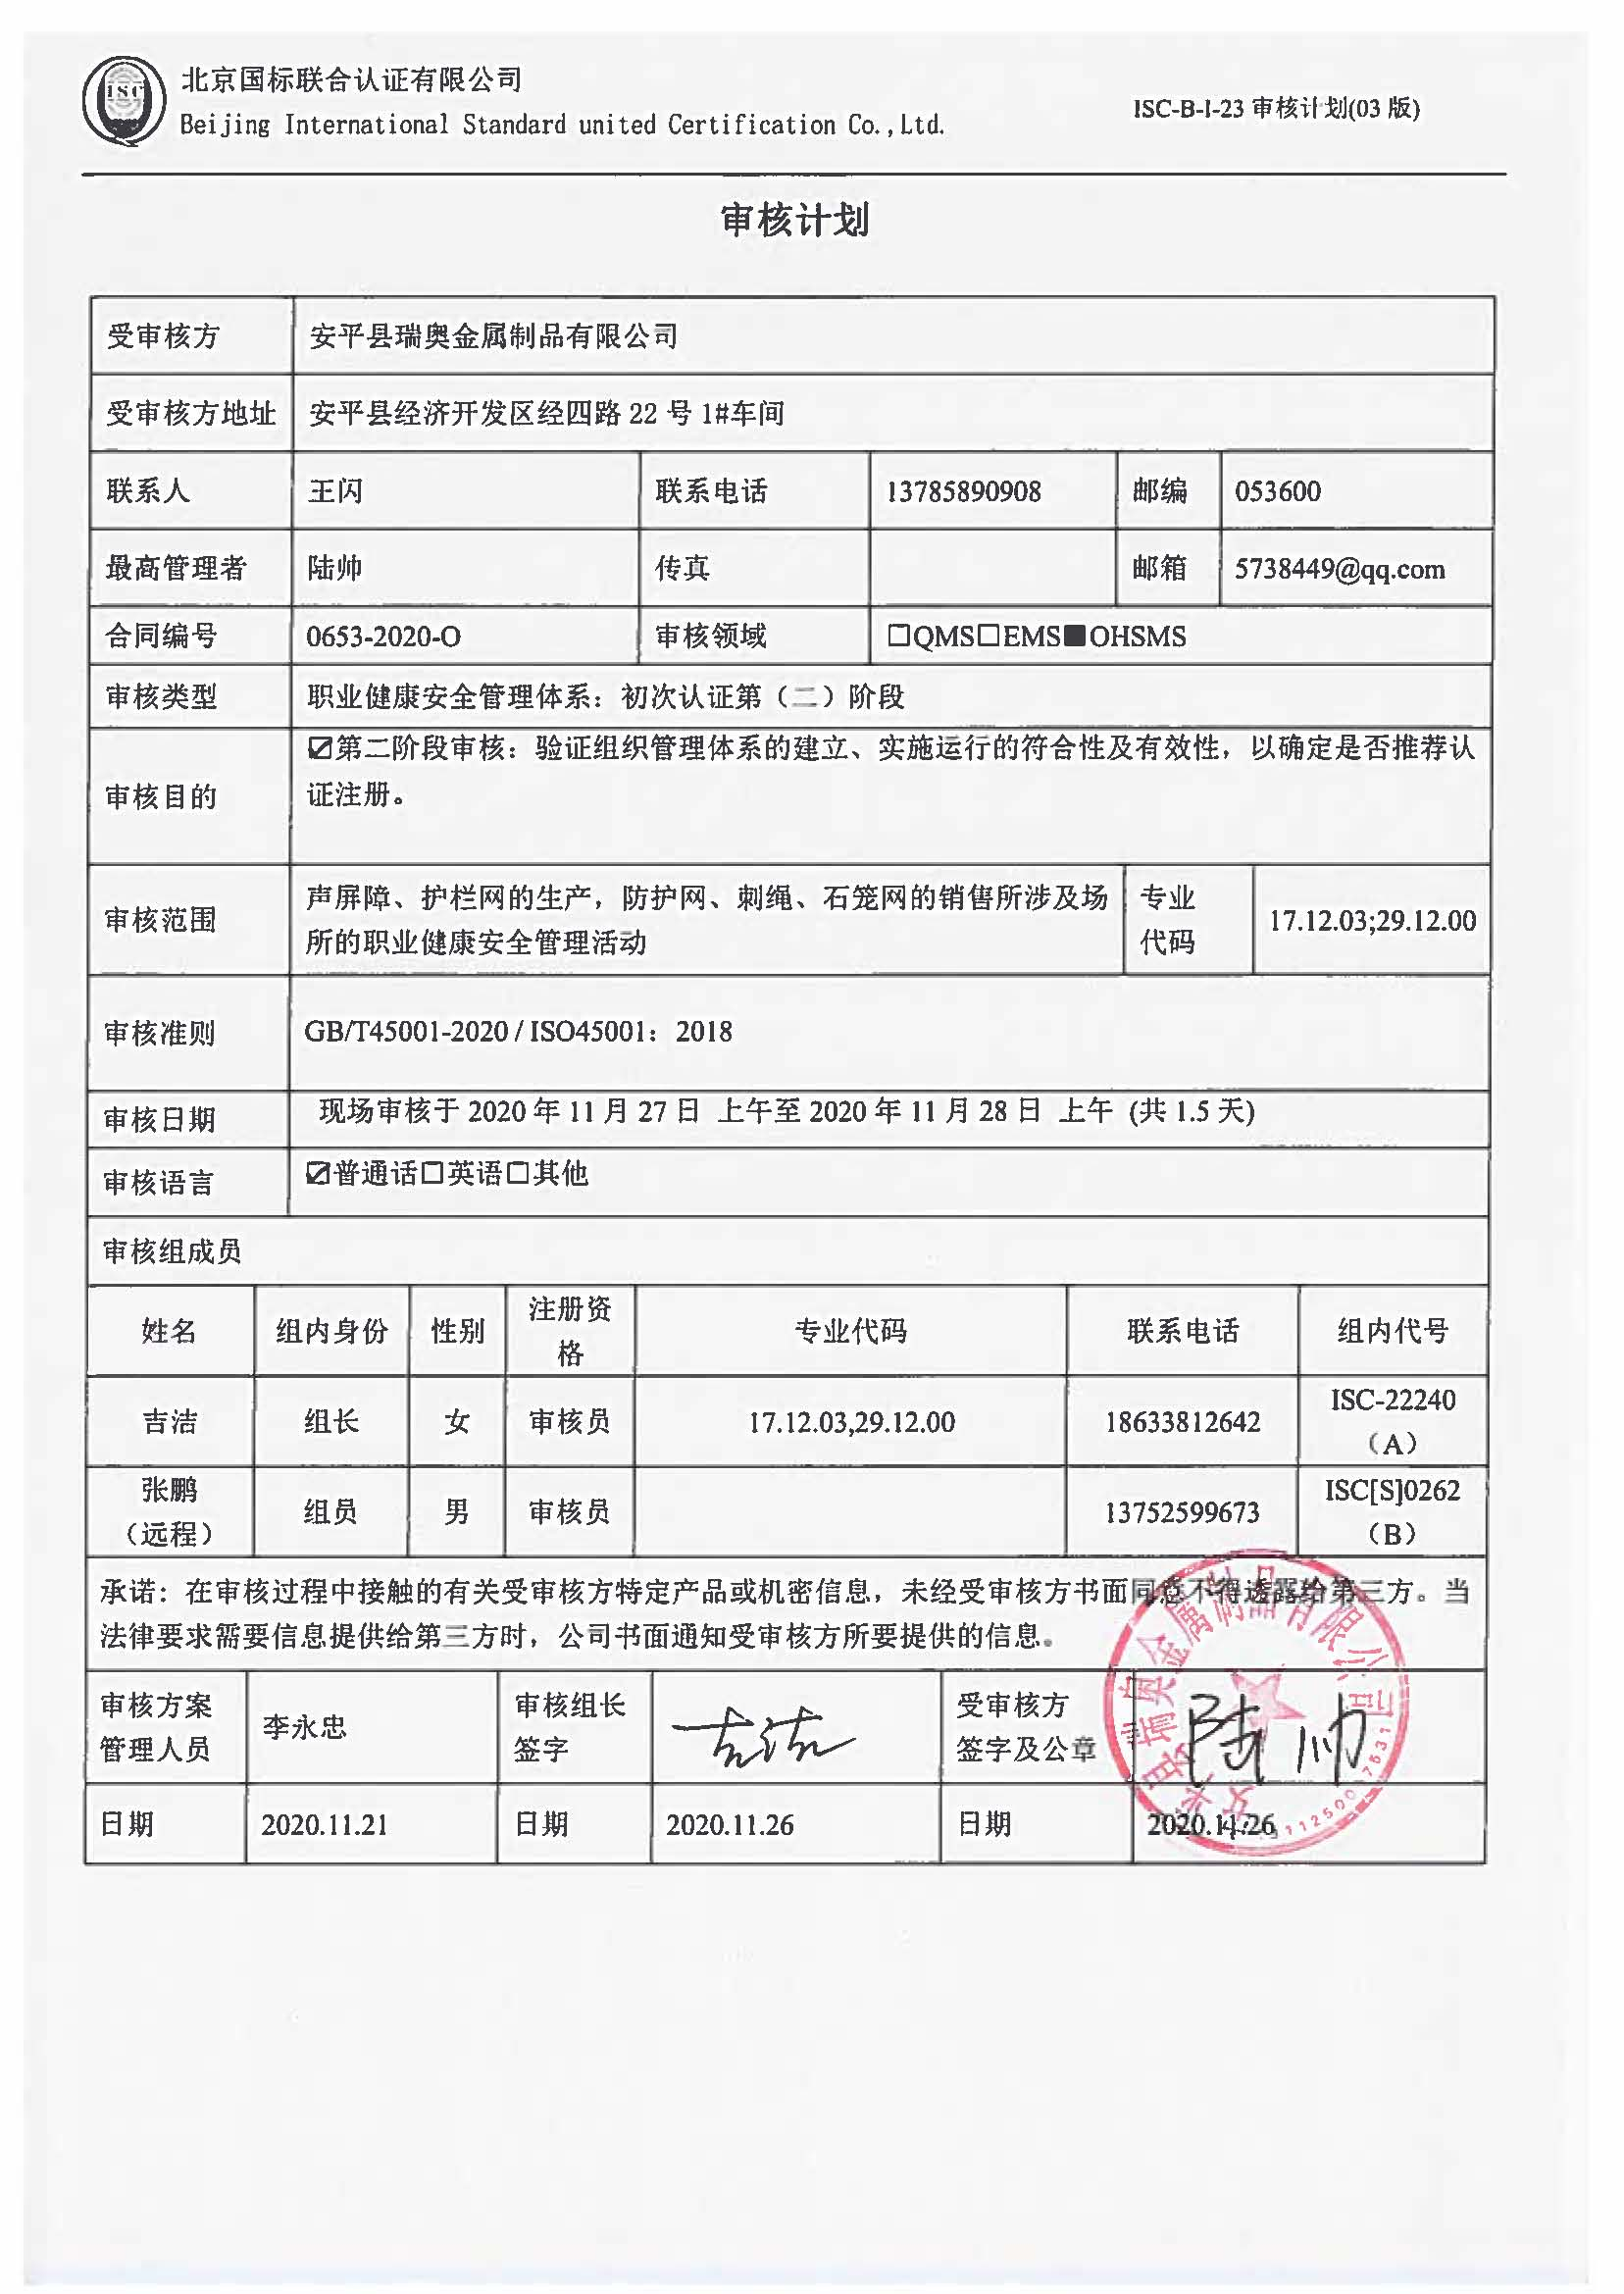 ISC
北京国标联合认证有限公司
Beijing International Standard united Certification Co.,Ltd.
ISC-B-I-23 审核计划(03 版)
审核计划
受审核方 安平县瑞奥金属制品有限公司
受审核方地址 安平县经济开发区经四路 22 号 1#车间
联系人 王闪 联系电话 13785890908 邮编 053600
最高管理者 陆帅 传真 邮箱 5738449@qq.com
合同编号 0653-2020-O 审核领域 □QMS□EMS■OHSMS
审核类型 职业健康安全管理体系：初次认证第（二）阶段
审核目的 ☑第二阶段审核：验证组织管理体系的建立、实施运行的符合性及有效性，以确定是否推荐认
证注册。
审核范围 声屏障、护栏网的生产，防护网、刺绳、石笼网的销售所涉及场
所的职业健康安全管理活动
专业
代码
17.12.03;29.12.00
审核准则 GB/T45001-2020 / ISO45001：2018
审核日期 现场审核于 2020 年 11 月 27 日 上午至 2020 年 11 月 28 日 上午 (共 1.5 天)
审核语言 ☑普通话□英语□其他
审核组成员
姓名 组内身份 性别 注册资
格 专业代码 联系电话 组内代号
吉洁 组长 女 审核员 17.12.03,29.12.00 18633812642 ISC-22240
（A）
张鹏
（远程） 组员 男 审核员 13752599673 ISC[S]0262
（B）
承诺：在审核过程中接触的有关受审核方特定产品或机密信息，未经受审核方书面同意不得透露给第三方。当
法律要求需要信息提供给第三方时，公司书面通知受审核方所要提供的信息。
审核方案
管理人员 李永忠 审核组长
签字 吉洁 受审核方
签字及公章 陆帅
日期 2020.11.21 日期 2020.11.26 日期 2020.11.26
安平县瑞奥金属制品有限公司